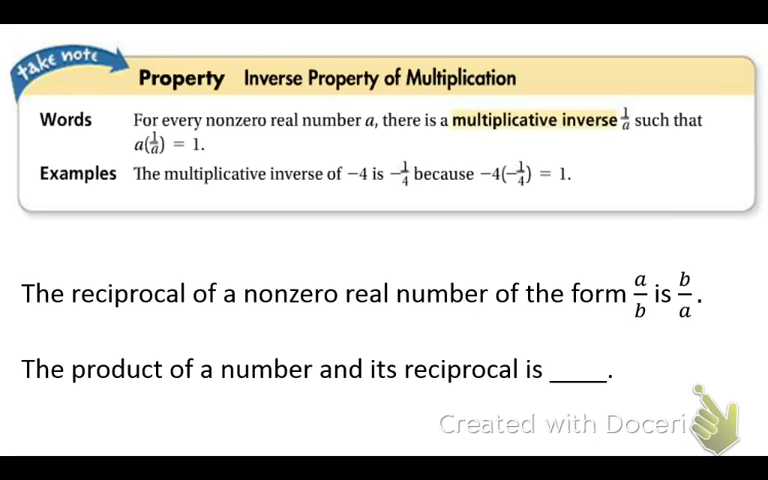 take note
Property Inverse Property of Multiplication
Words For every nonzero real number a, there is a multiplicative inverse 1/a such that
a(1/a) = 1.
Examples The multiplicative inverse of −4 is −1/4 because −4(−1/4) = 1.
The reciprocal of a nonzero real number of the form a/b is b/a.
The product of a number and its reciprocal is ____.
Created with Doceri